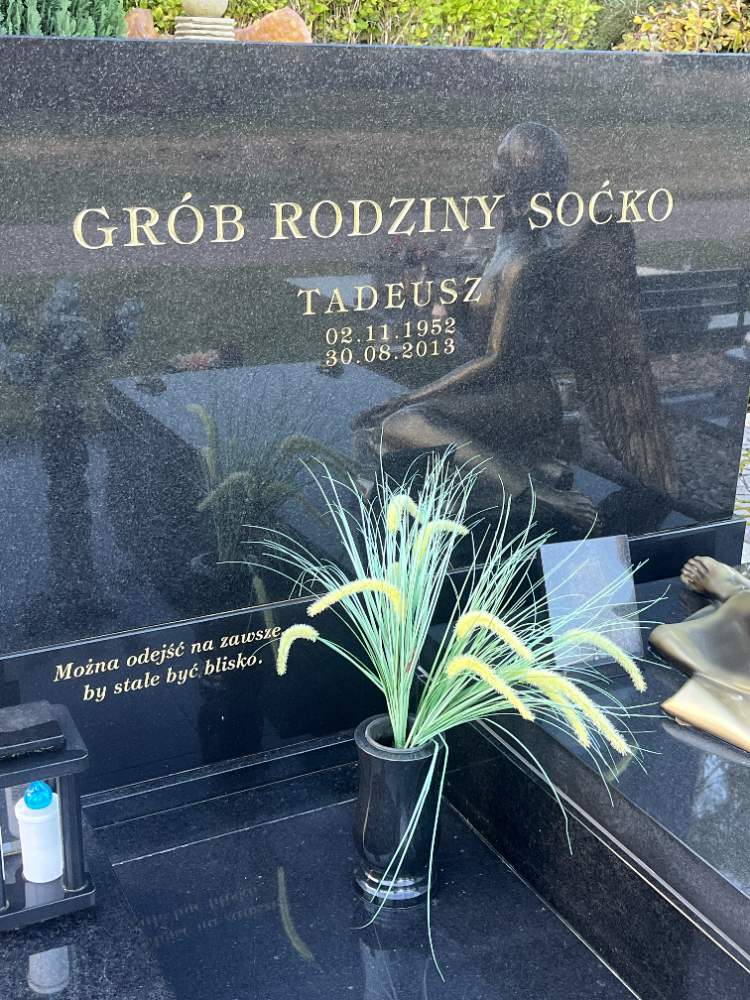 GRÓB RODZINY SOĆKO
TADEUSZ
02.11.1952
30.08.2013
Można odejść na zawsze
by stale być blisko.